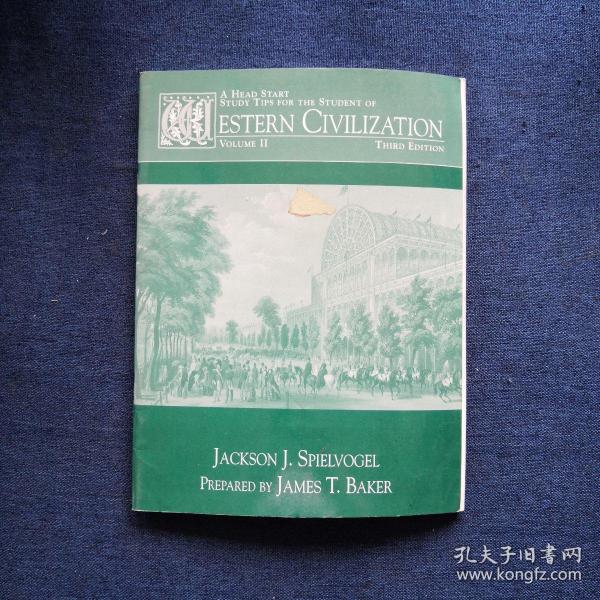 A HEAD START
STUDY TIPS FOR THE STUDENT OF
WESTERN CIVILIZATION
VOLUME II THIRD EDITION
JACKSON J. SPIELVOGEL
PREPARED BY JAMES T. BAKER
孔夫子旧书网
www.kongfz.com